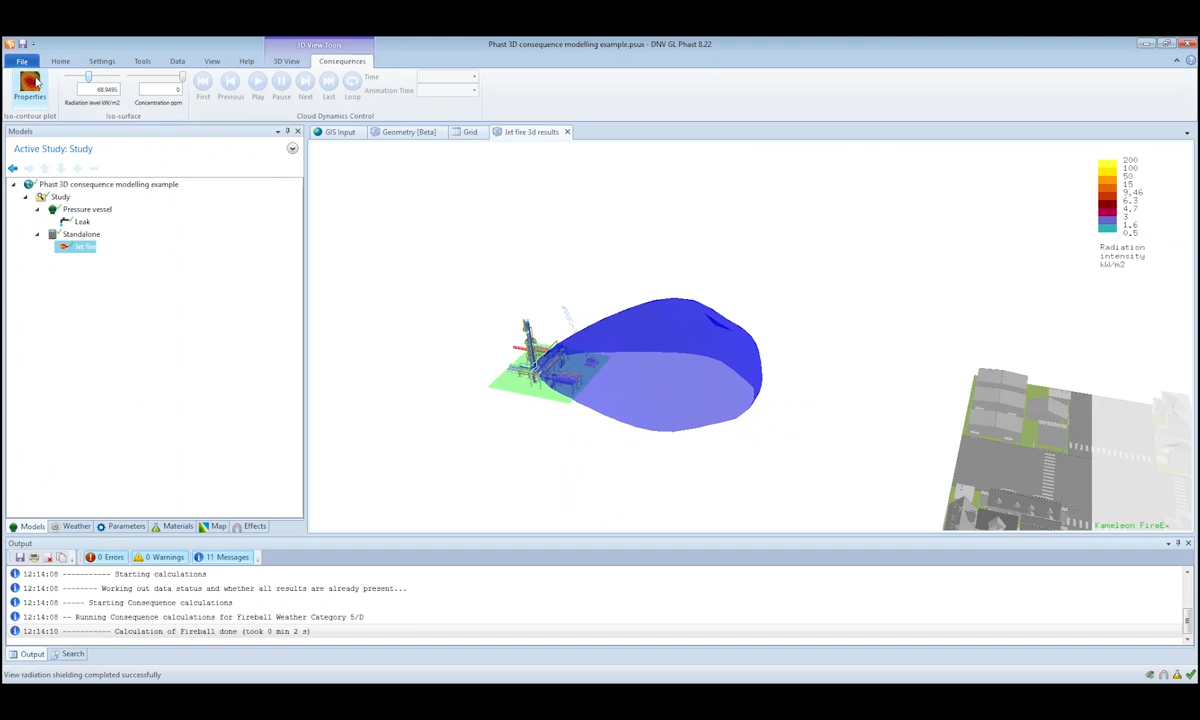 3D View Tools
Phast 3D consequence modelling example.psux - DNV GL Phast 8.22
File Home Settings Tools Data View Help 3D View Consequences
Properties
Radiation level kW/m2 68.9495
Concentration ppm 0
First Previous Play Pause Next Last Loop
Time
Animation Time
Iso-contour plot Iso-surface Cloud Dynamics Control
Models
GIS Input Geometry [Beta] Grid Jet fire 3d results
Active Study: Study
Phast 3D consequence modelling example
Study
Pressure vessel
Leak
Standalone
Jet fire
200
100
50
15
9.46
6.3
4.7
3
1.6
0.5
Radiation
intensity
kW/m2
Kameleon FireEx
Models Weather Parameters Materials Map Effects
Output
0 Errors 0 Warnings 11 Messages
12:14:08 ----------- Starting calculations
12:14:08 -------- Working out data status and whether all results are already present...
12:14:08 ----- Starting Consequence calculations
12:14:08 -- Running Consequence calculations for Fireball Weather Category 5/D
12:14:10 ----------- Calculation of Fireball done (took 0 min 2 s)
Output Search
View radiation shielding completed successfully